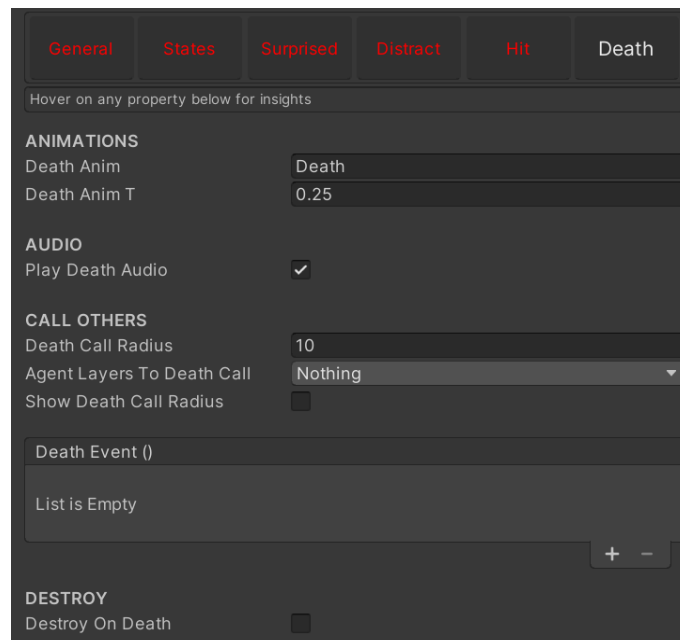 General States Surprised Distract Hit Death
Hover on any property below for insights
ANIMATIONS
Death Anim Death
Death Anim T 0.25
AUDIO
Play Death Audio
CALL OTHERS
Death Call Radius 10
Agent Layers To Death Call Nothing
Show Death Call Radius
Death Event ()
List is Empty
+ −
DESTROY
Destroy On Death